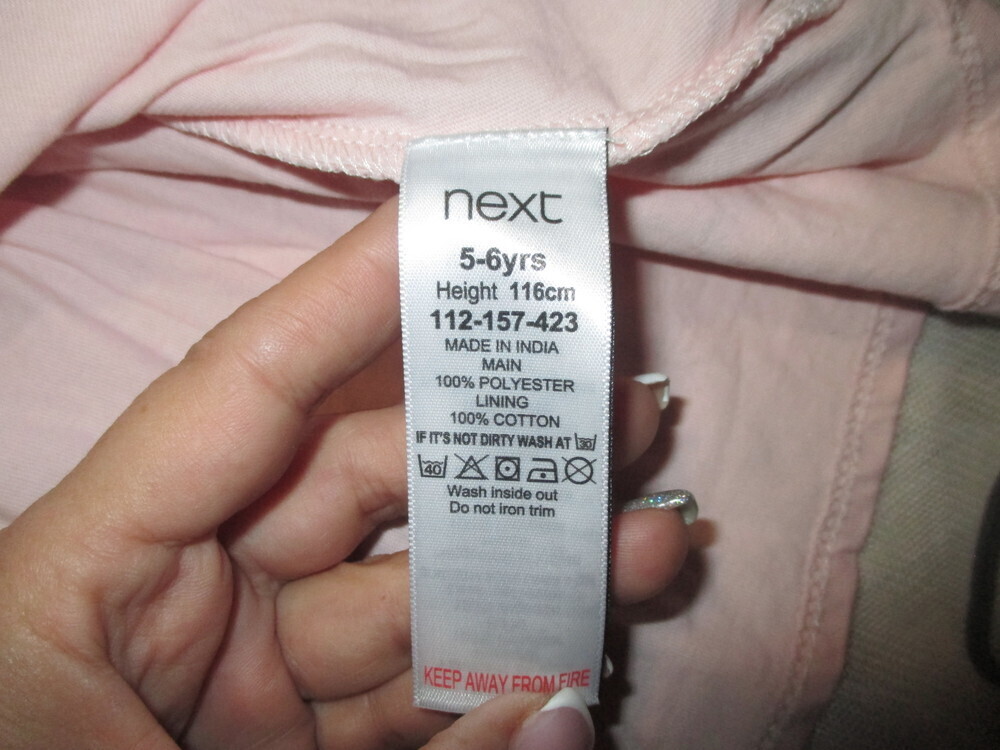 next
5-6yrs
Height 116cm
112-157-423
MADE IN INDIA
MAIN
100% POLYESTER
LINING
100% COTTON
IF IT'S NOT DIRTY WASH AT 30
40
Wash inside out
Do not iron trim
KEEP AWAY FROM FIRE